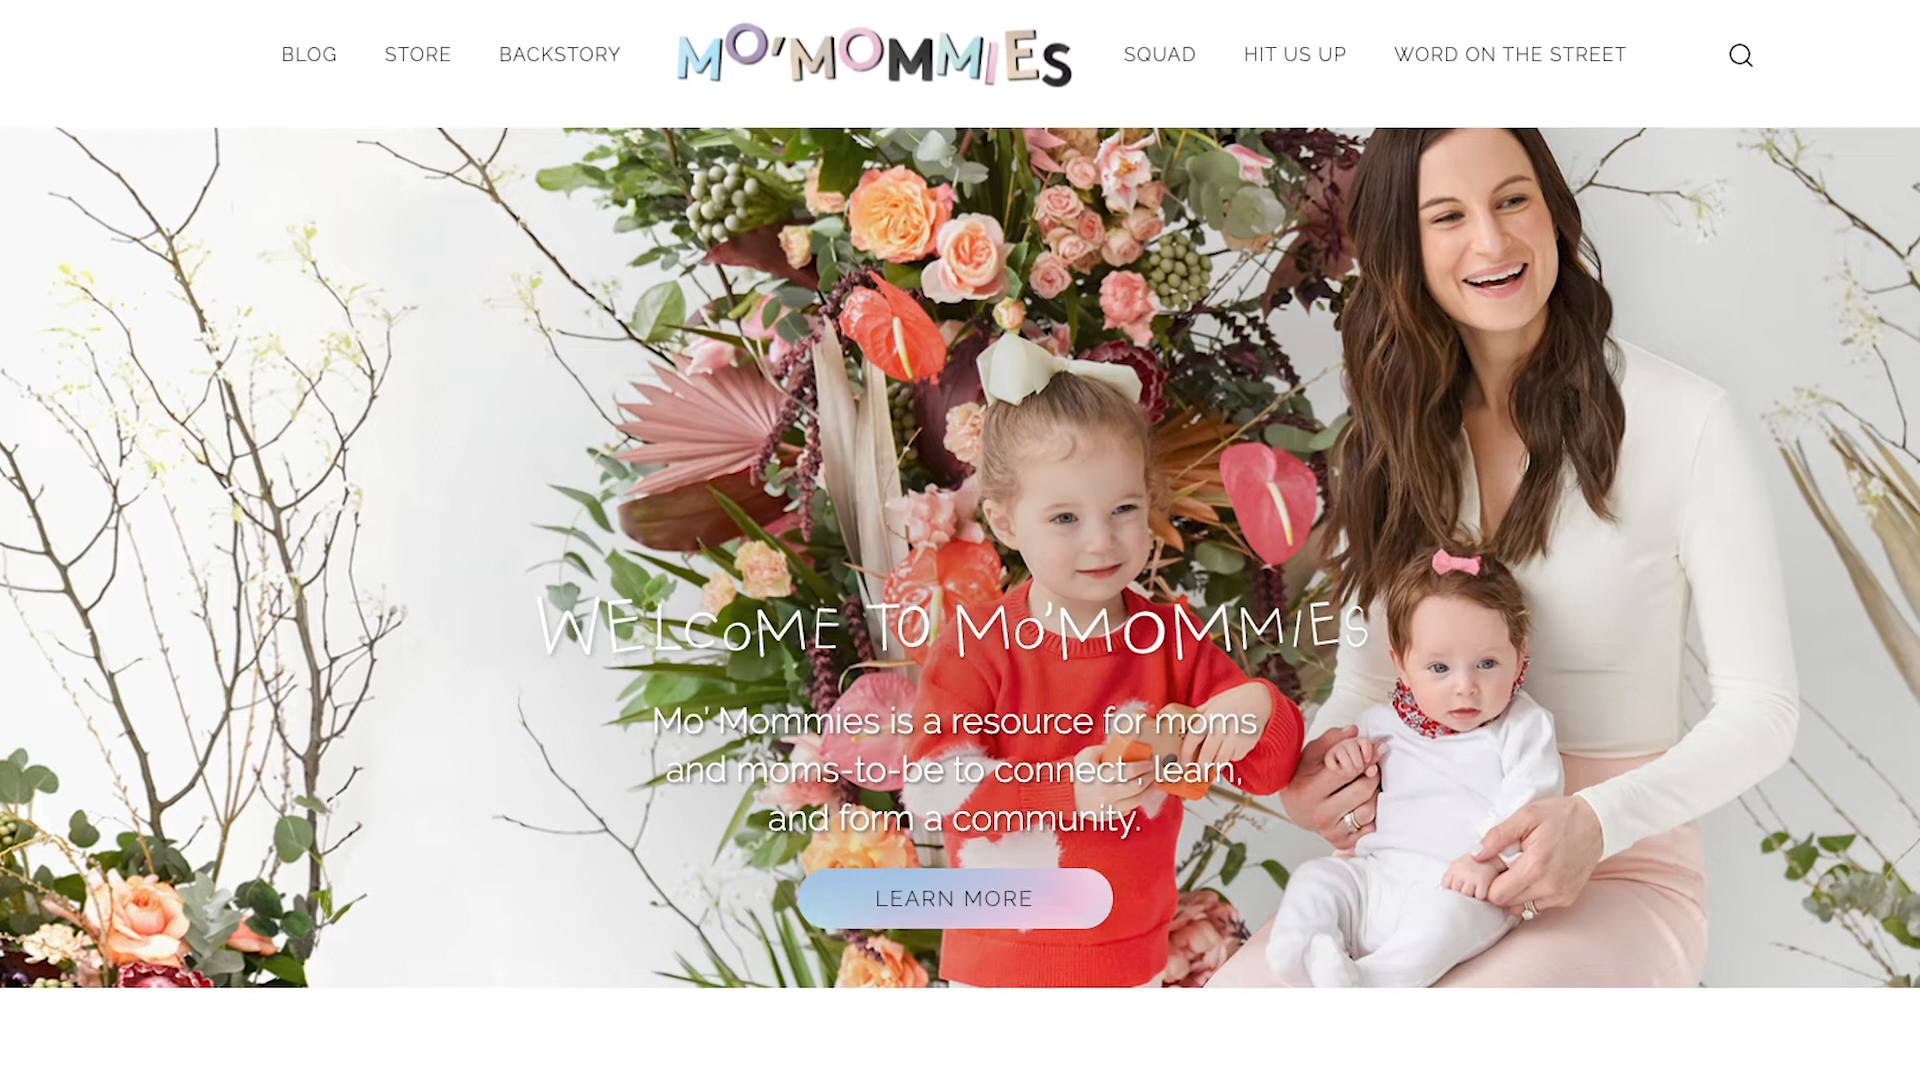 BLOG STORE BACKSTORY MO'MOMMIES SQUAD HIT US UP WORD ON THE STREET
WELCOME TO MO'MOMMIES
Mo' Mommies is a resource for moms
and moms-to-be to connect , learn,
and form a community.
LEARN MORE